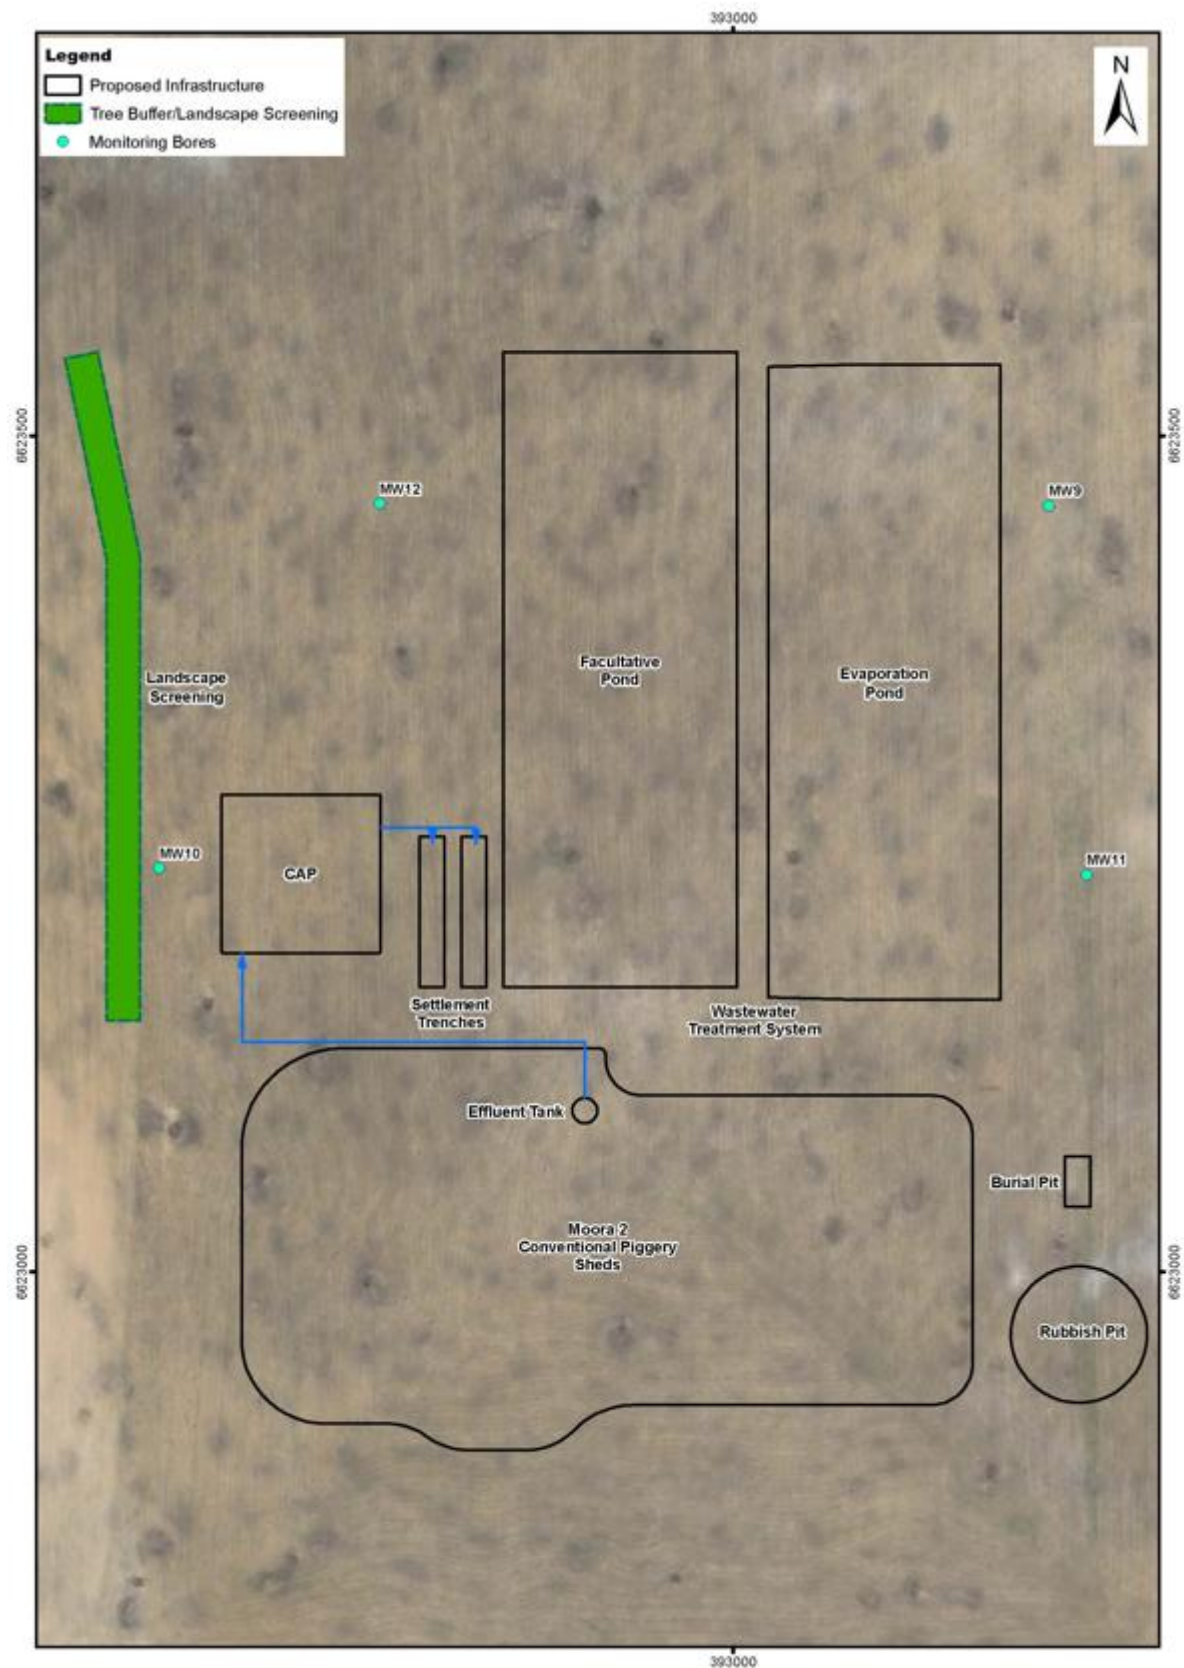 393000
Legend
Proposed Infrastructure
Tree Buffer/Landscape Screening
Monitoring Bores
N
6623500
6623500
MW12
MW9
Facultative
Pond
Evaporation
Pond
Landscape
Screening
MW10
CAP
MW11
Settlement
Trenches
Wastewater
Treatment System
Effluent Tank
Burial Pit
Moora 2
Conventional Piggery
Sheds
6623000
6623000
Rubbish Pit
393000